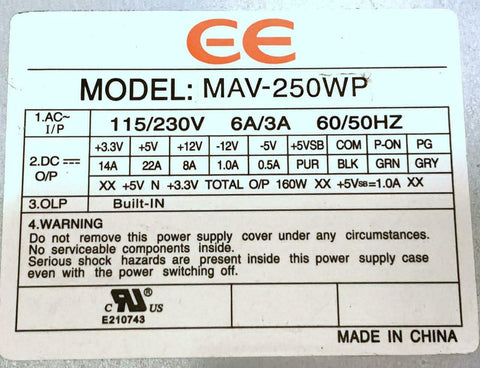 CE
MODEL: MAV-250WP
1.AC~ I/P 115/230V 6A/3A 60/50HZ
2.DC O/P +3.3V +5V +12V -12V -5V +5VSB COM P-ON PG
14A 22A 8A 1.0A 0.5A PUR BLK GRN GRY
XX +5V N +3.3V TOTAL O/P 160W XX +5VSB=1.0A XX
3.OLP Built-IN
4.WARNING
Do not remove this power supply cover under any circumstances.
No serviceable components inside.
Serious shock hazards are present inside this power supply case
even with the power switching off.
C RU US
E210743
MADE IN CHINA